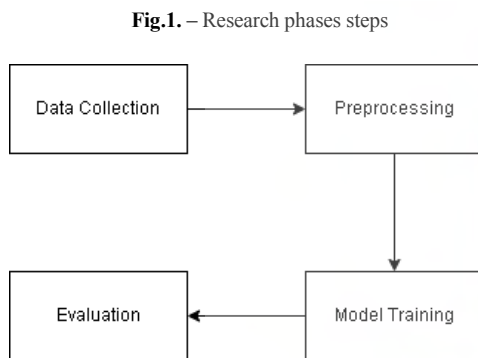 Fig.1. – Research phases steps
Data Collection
Preprocessing
Model Training
Evaluation